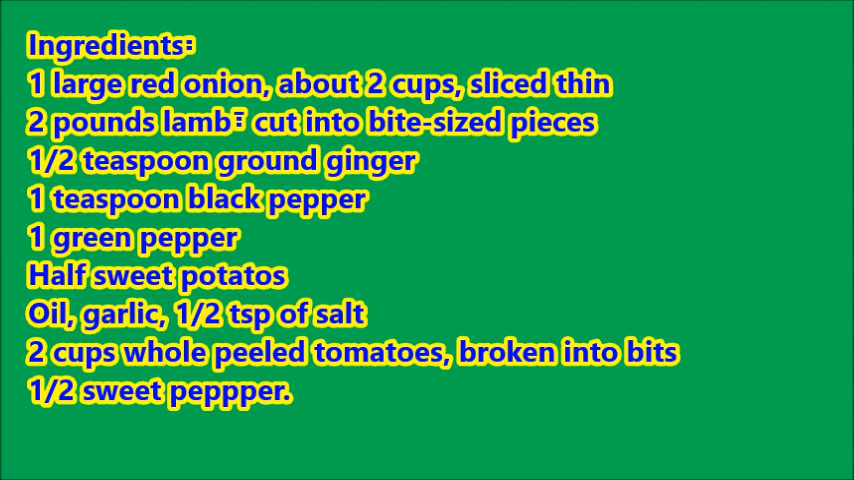 Ingredients፡
1 large red onion, about 2 cups, sliced thin
2 pounds lamb፣ cut into bite-sized pieces
1/2 teaspoon ground ginger
1 teaspoon black pepper
1 green pepper
Half sweet potatos
Oil, garlic, 1/2 tsp of salt
2 cups whole peeled tomatoes, broken into bits
1/2 sweet peppper.